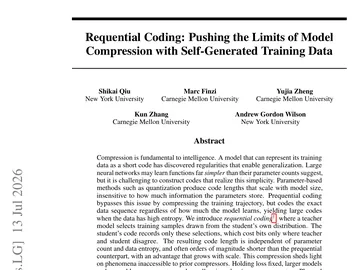 Requential Coding: Pushing the Limits of Model
Compression with Self-Generated Training Data
Shikai Qiu Marc Finzi Yujia Zheng
New York University Carnegie Mellon University Carnegie Mellon University
Kun Zhang Andrew Gordon Wilson
Carnegie Mellon University New York University
Abstract
Compression is fundamental to intelligence. A model that can represent its training
data as a short code has discovered regularities that enable generalization. Large
neural networks may learn functions far simpler than their parameter counts suggest,
but it is challenging to construct codes that realize this simplicity. Parameter-based
methods such as quantization produce code lengths that scale with model size,
insensitive to how much information the parameters store. Prequential coding
bypasses this issue by compressing the training trajectory, but codes the exact
data sequence regardless of how much the model learns, yielding large codes
when the data has high entropy. We introduce requential coding, where a teacher
model selects training samples drawn from the student's own distribution. The
student's code records only these selections, which cost bits only where teacher
and student disagree. The resulting code length is independent of parameter
count and data entropy, and often orders of magnitude shorter than the prequential
counterpart, with an advantage that grows with scale. This compression sheds light
on phenomena inaccessible to prior compressors. Holding loss fixed, larger models
.LG] 13 Jul 2026